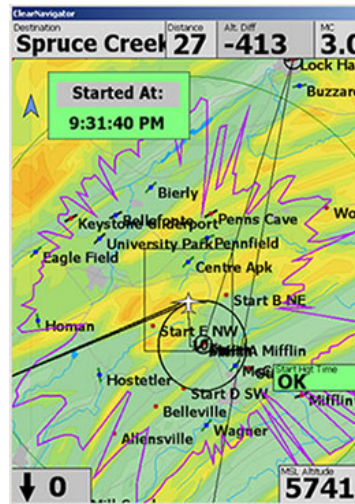 ClearNavigator
Destination
Spruce Creek
Distance
27
Alt. Diff
-413
MC
3.0
Lock Ha
Buzzar
Started At:
9:31:40 PM
Bierly
Keystone Gliderport
Bellefonte
Penns Cave
Wo
University Park
Pennfield
Eagle Field
Centre Apk
Start B NE
Homan
Start E NW
A Mifflin
Start Hgt Time
OK
Hostetler
Start D SW
Mifflin
Belleville
Wagner
Allensville
0
MSL Altitude
5741